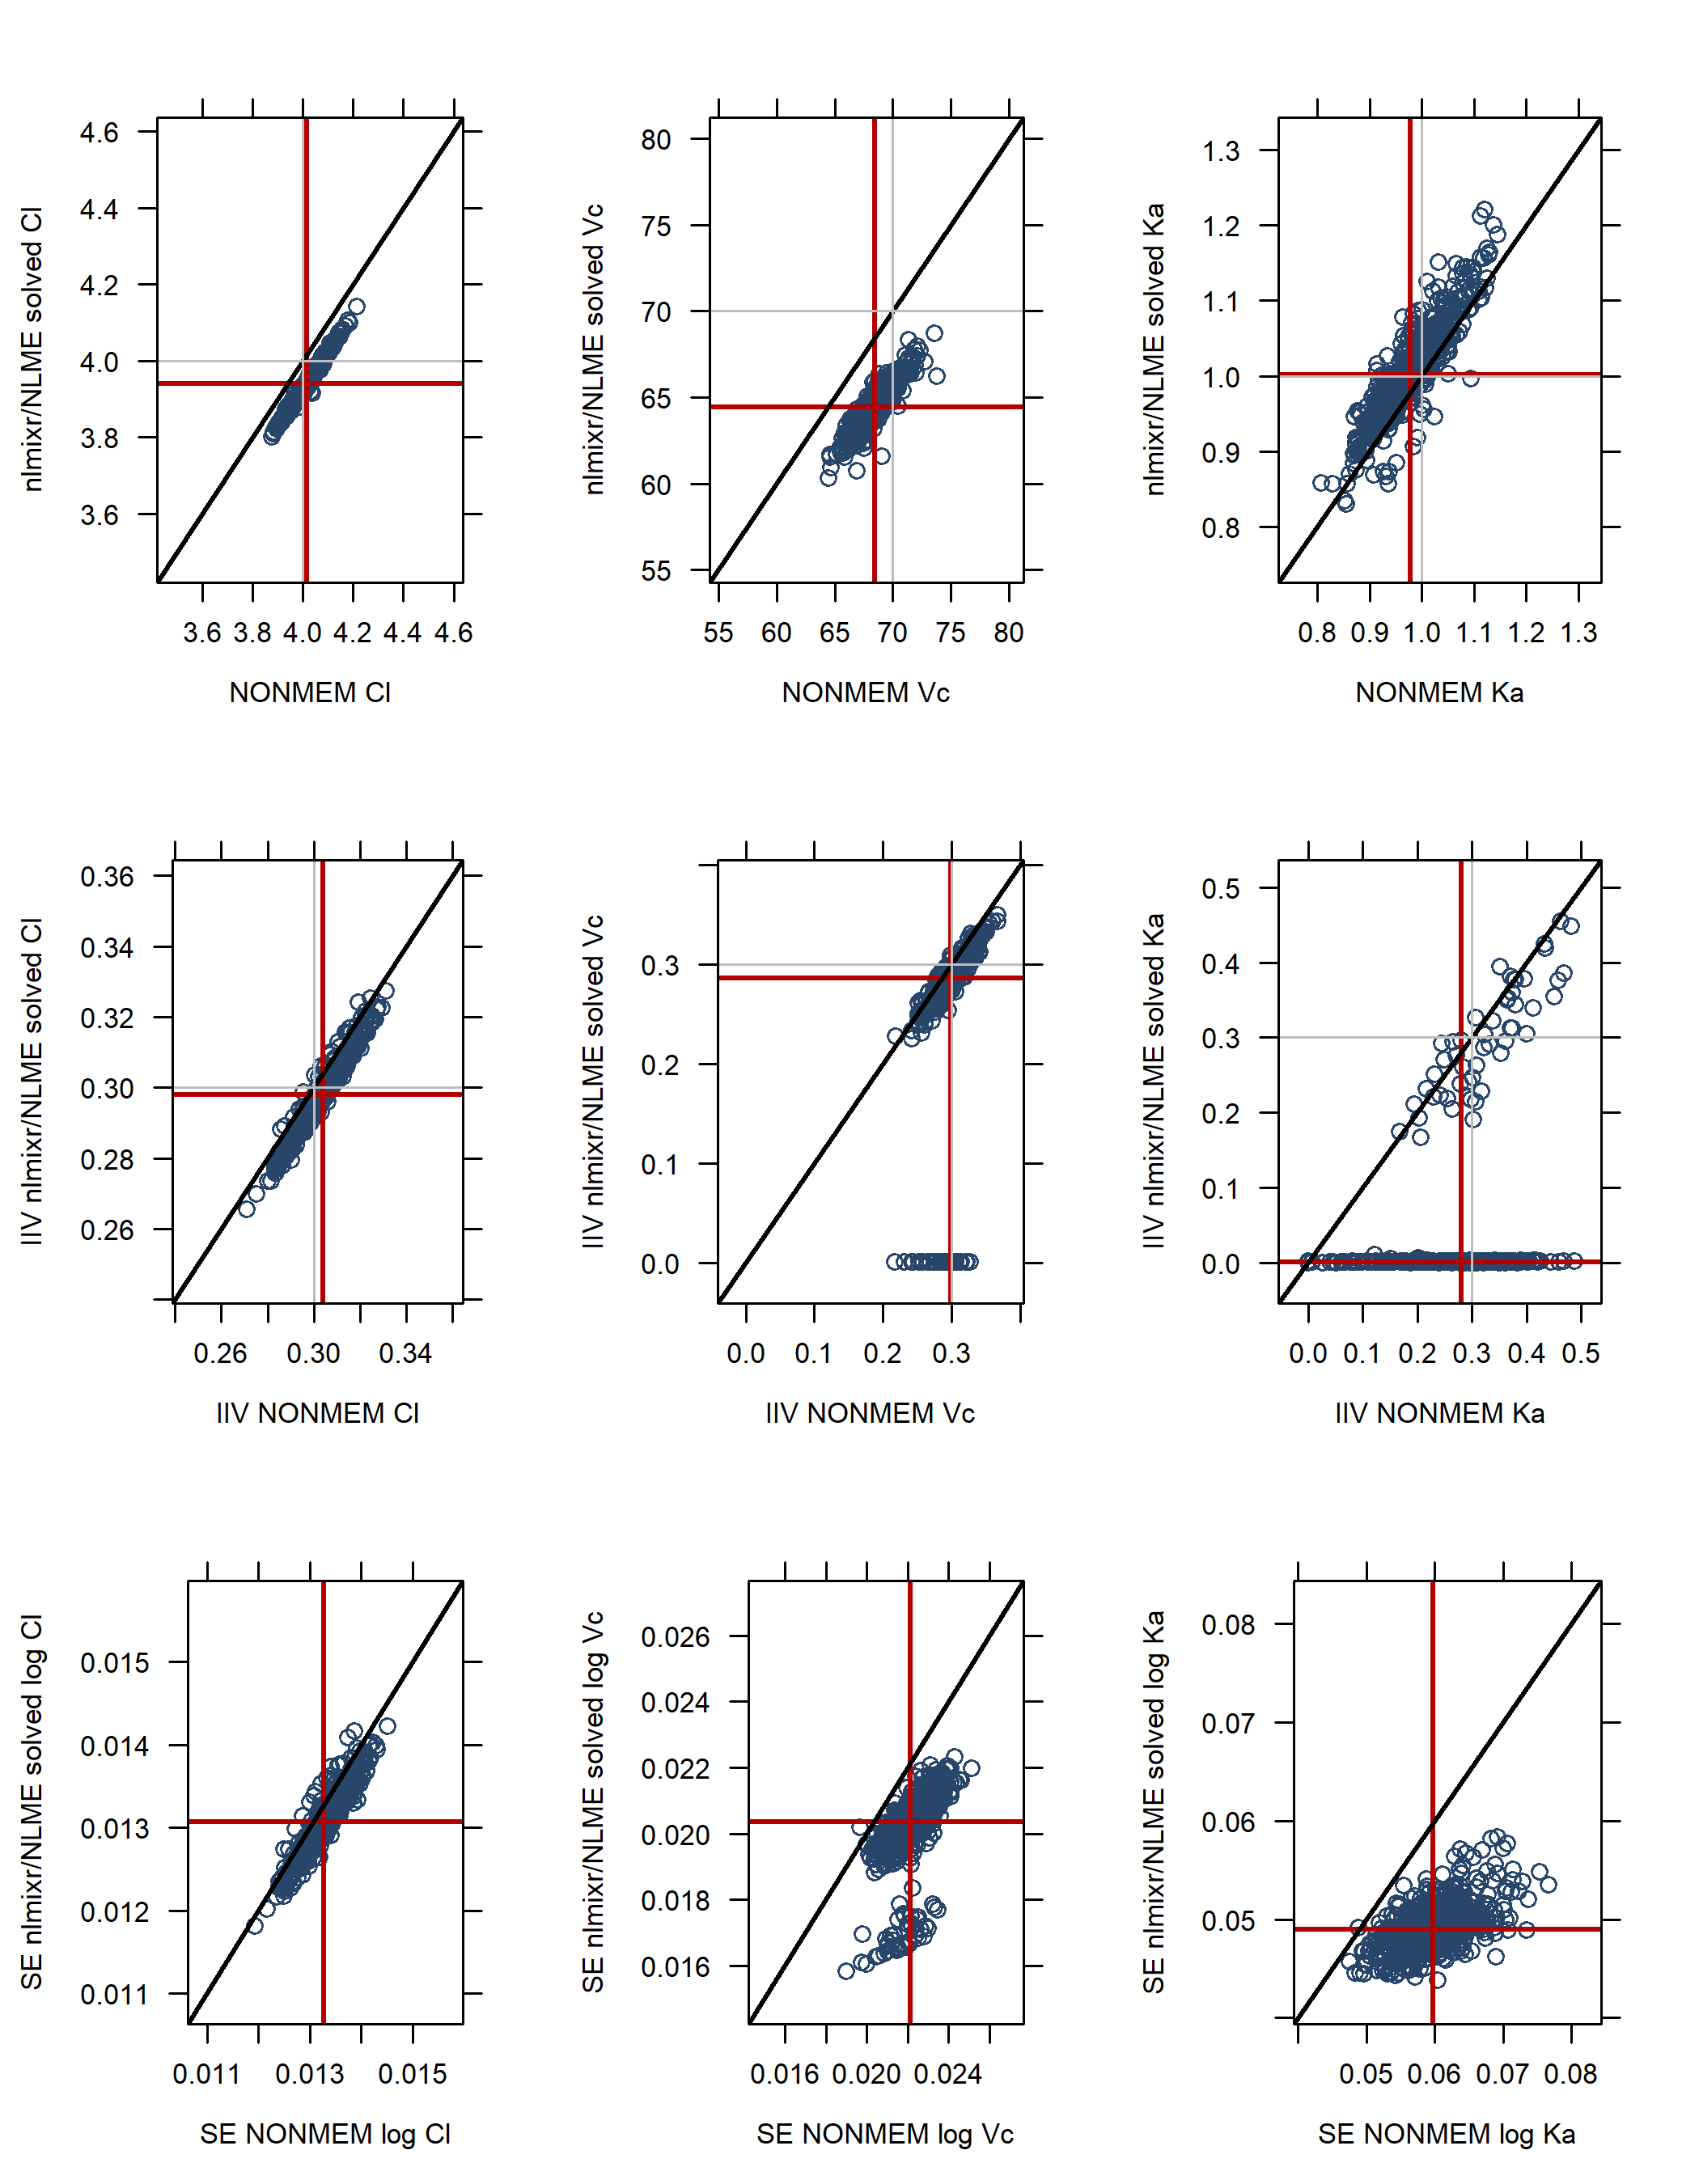 nlmixr/NLME solved Cl
4.6
4.4
4.2
4.0
3.8
3.6
3.6 3.8 4.0 4.2 4.4 4.6
NONMEM Cl
nlmixr/NLME solved Vc
80
75
70
65
60
55
55 60 65 70 75 80
NONMEM Vc
nlmixr/NLME solved Ka
1.3
1.2
1.1
1.0
0.9
0.8
0.8 0.9 1.0 1.1 1.2 1.3
NONMEM Ka
IIV nlmixr/NLME solved Cl
0.36
0.34
0.32
0.30
0.28
0.26
0.26 0.30 0.34
IIV NONMEM Cl
IIV nlmixr/NLME solved Vc
0.3
0.2
0.1
0.0
0.0 0.1 0.2 0.3
IIV NONMEM Vc
IIV nlmixr/NLME solved Ka
0.5
0.4
0.3
0.2
0.1
0.0
0.0 0.1 0.2 0.3 0.4 0.5
IIV NONMEM Ka
SE nlmixr/NLME solved log Cl
0.015
0.014
0.013
0.012
0.011
0.011 0.013 0.015
SE NONMEM log Cl
SE nlmixr/NLME solved log Vc
0.026
0.024
0.022
0.020
0.018
0.016
0.016 0.020 0.024
SE NONMEM log Vc
SE nlmixr/NLME solved log Ka
0.08
0.07
0.06
0.05
0.05 0.06 0.07 0.08
SE NONMEM log Ka